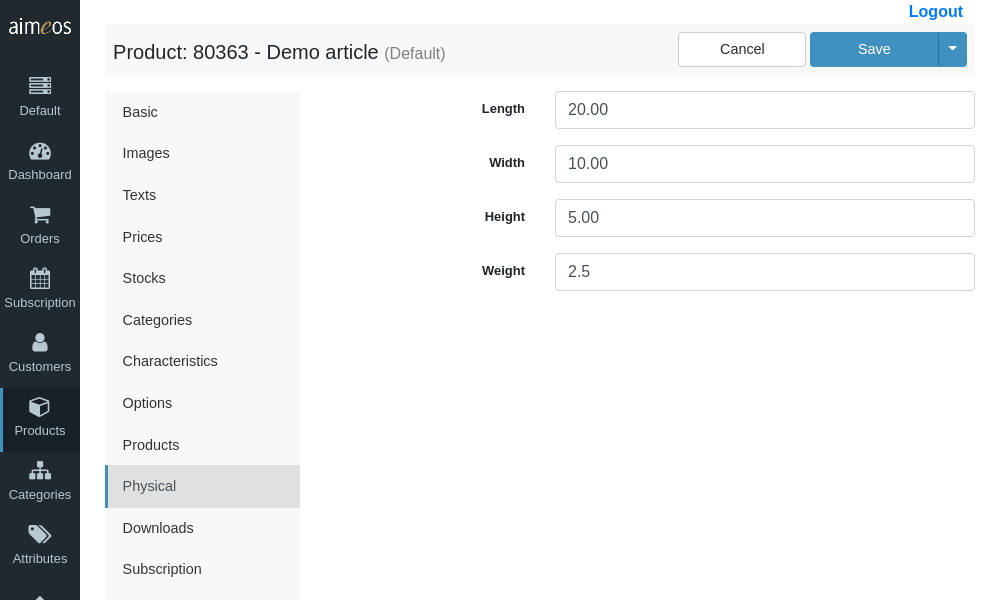 Logout
aimeos
Product: 80363 - Demo article (Default)
Cancel
Save
Default
Dashboard
Orders
Subscription
Customers
Products
Categories
Attributes
Basic
Images
Texts
Prices
Stocks
Categories
Characteristics
Options
Products
Physical
Downloads
Subscription
Length 20.00
Width 10.00
Height 5.00
Weight 2.5